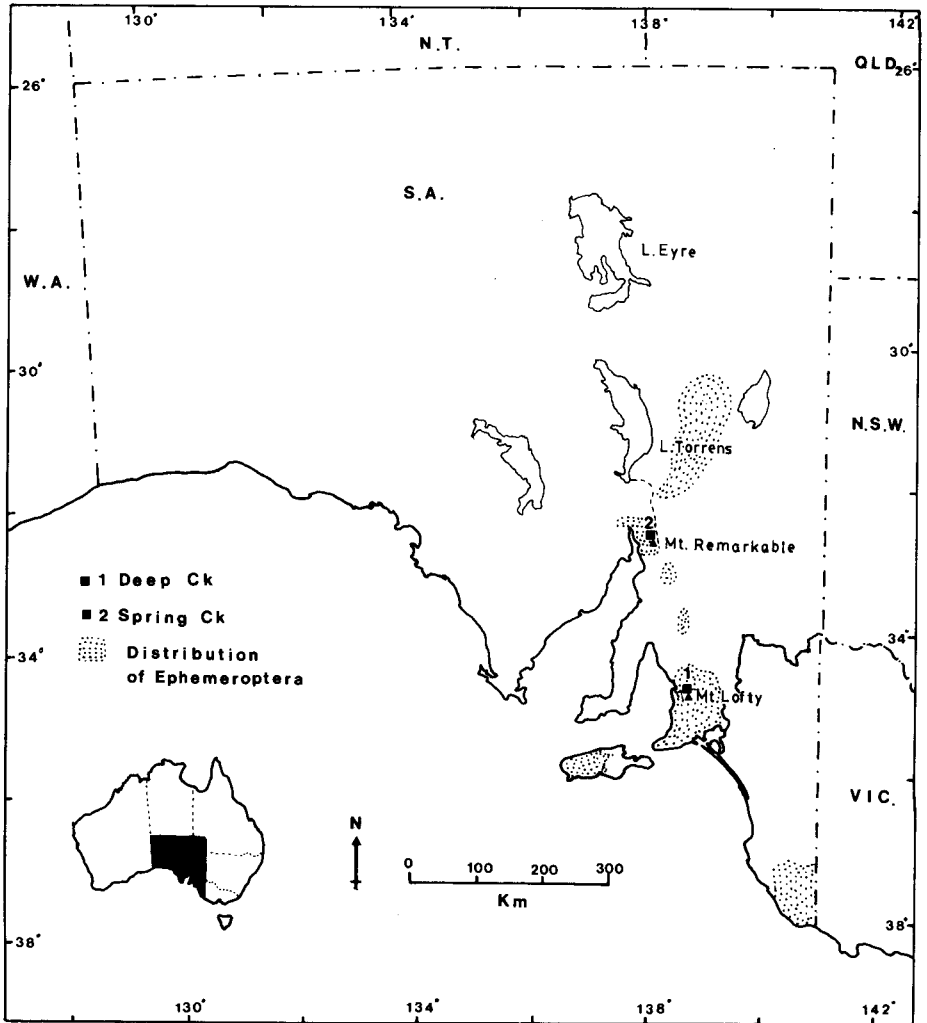 130° 134° 138° 142°
N.T.
QLD.
26° 26°
S.A.
L. Eyre
W.A.
30° 30°
N.S.W.
L. Torrens
2
Mt. Remarkable
■ 1 Deep Ck
■ 2 Spring Ck
34° 34°
Distribution
of Ephemeroptera
1
Mt Lofty
VIC.
N
0 100 200 300
Km
38° 38°
130° 134° 138° 142°